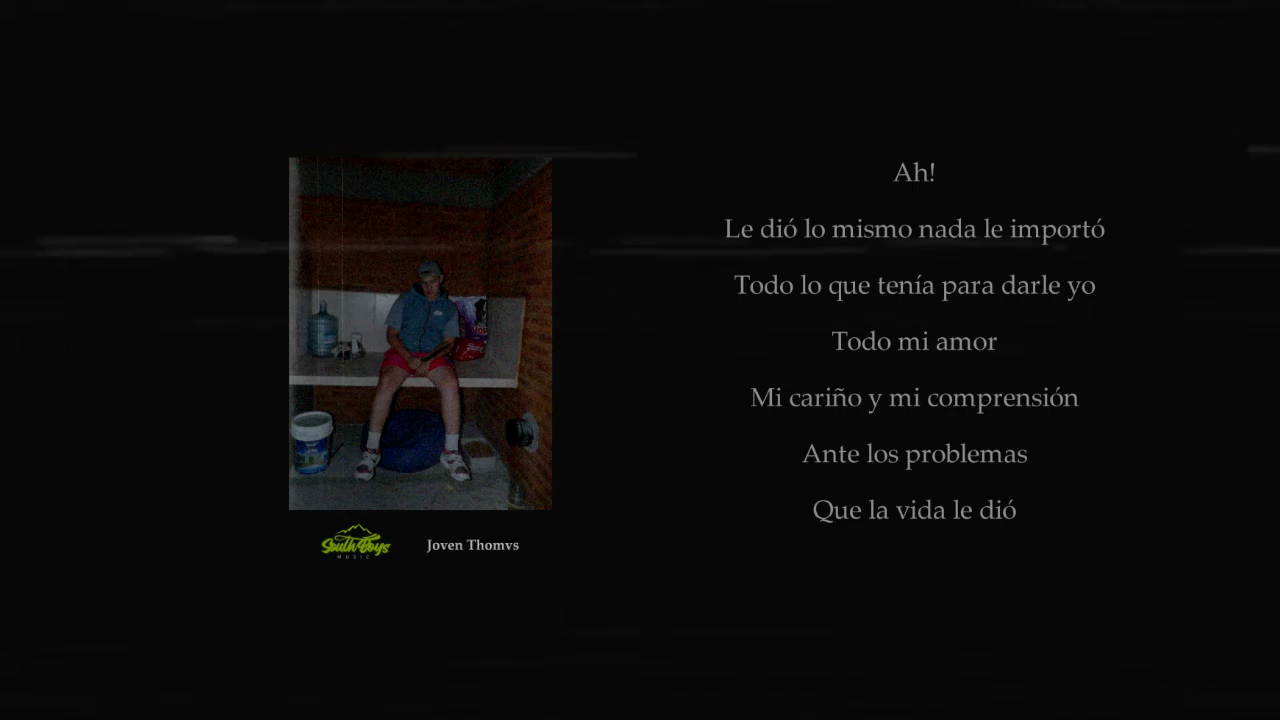 Ah!
Le dió lo mismo nada le importó
Todo lo que tenía para darle yo
Todo mi amor
Mi cariño y mi comprensión
Ante los problemas
Que la vida le dió
South Boys
MUSIC
Joven Thomvs